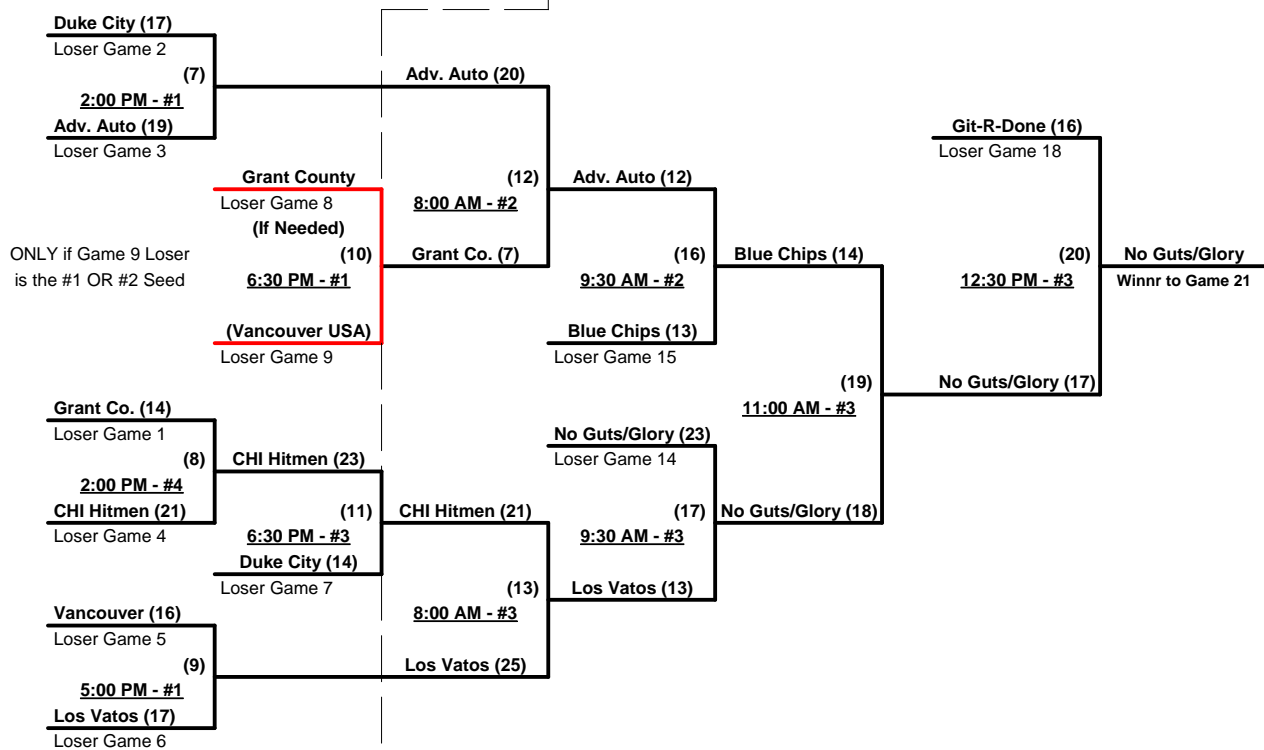 Duke City (17)
Loser Game 2
(7)
2:00 PM - #1
Adv. Auto (19)
Loser Game 3
Adv. Auto (20)
Git-R-Done (16)
Loser Game 18
Grant County
Loser Game 8
(If Needed)
(10)
6:30 PM - #1
(Vancouver USA)
Loser Game 9
ONLY if Game 9 Loser
is the #1 OR #2 Seed
(12)
8:00 AM - #2
Grant Co. (7)
Adv. Auto (12)
(16)
9:30 AM - #2
Blue Chips (13)
Loser Game 15
Blue Chips (14)
(20)
12:30 PM - #3
No Guts/Glory
Winnr to Game 21
(19)
11:00 AM - #3
No Guts/Glory (17)
Grant Co. (14)
Loser Game 1
(8)
2:00 PM - #4
CHI Hitmen (21)
Loser Game 4
CHI Hitmen (23)
(11)
6:30 PM - #3
Duke City (14)
Loser Game 7
CHI Hitmen (21)
No Guts/Glory (23)
Loser Game 14
(17)
9:30 AM - #3
No Guts/Glory (18)
(13)
8:00 AM - #3
Los Vatos (13)
Vancouver (16)
Loser Game 5
(9)
5:00 PM - #1
Los Vatos (17)
Loser Game 6
Los Vatos (25)